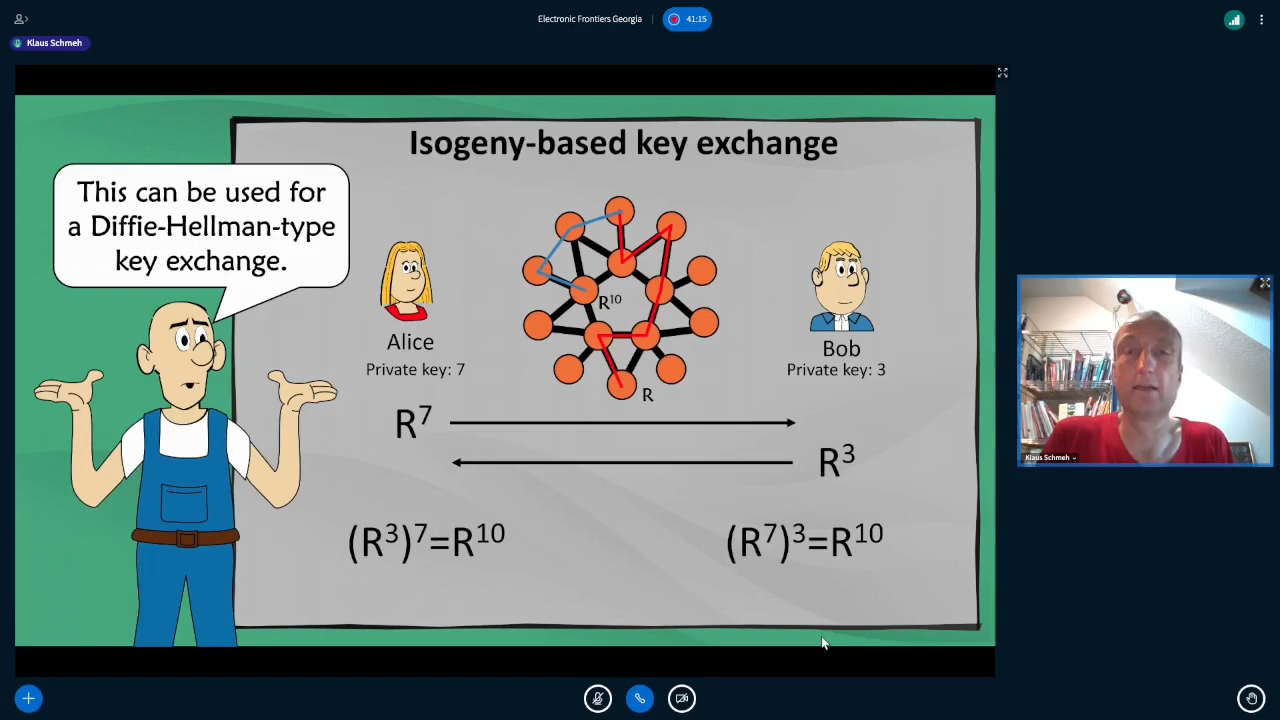 Electronic Frontiers Georgia
41:15
Klaus Schmeh
Isogeny-based key exchange
This can be used for
a Diffie-Hellman-type
key exchange.
R¹⁰
Alice
Private key: 7
Bob
Private key: 3
R
R⁷
R³
(R³)⁷=R¹⁰
(R⁷)³=R¹⁰
Klaus Schmeh